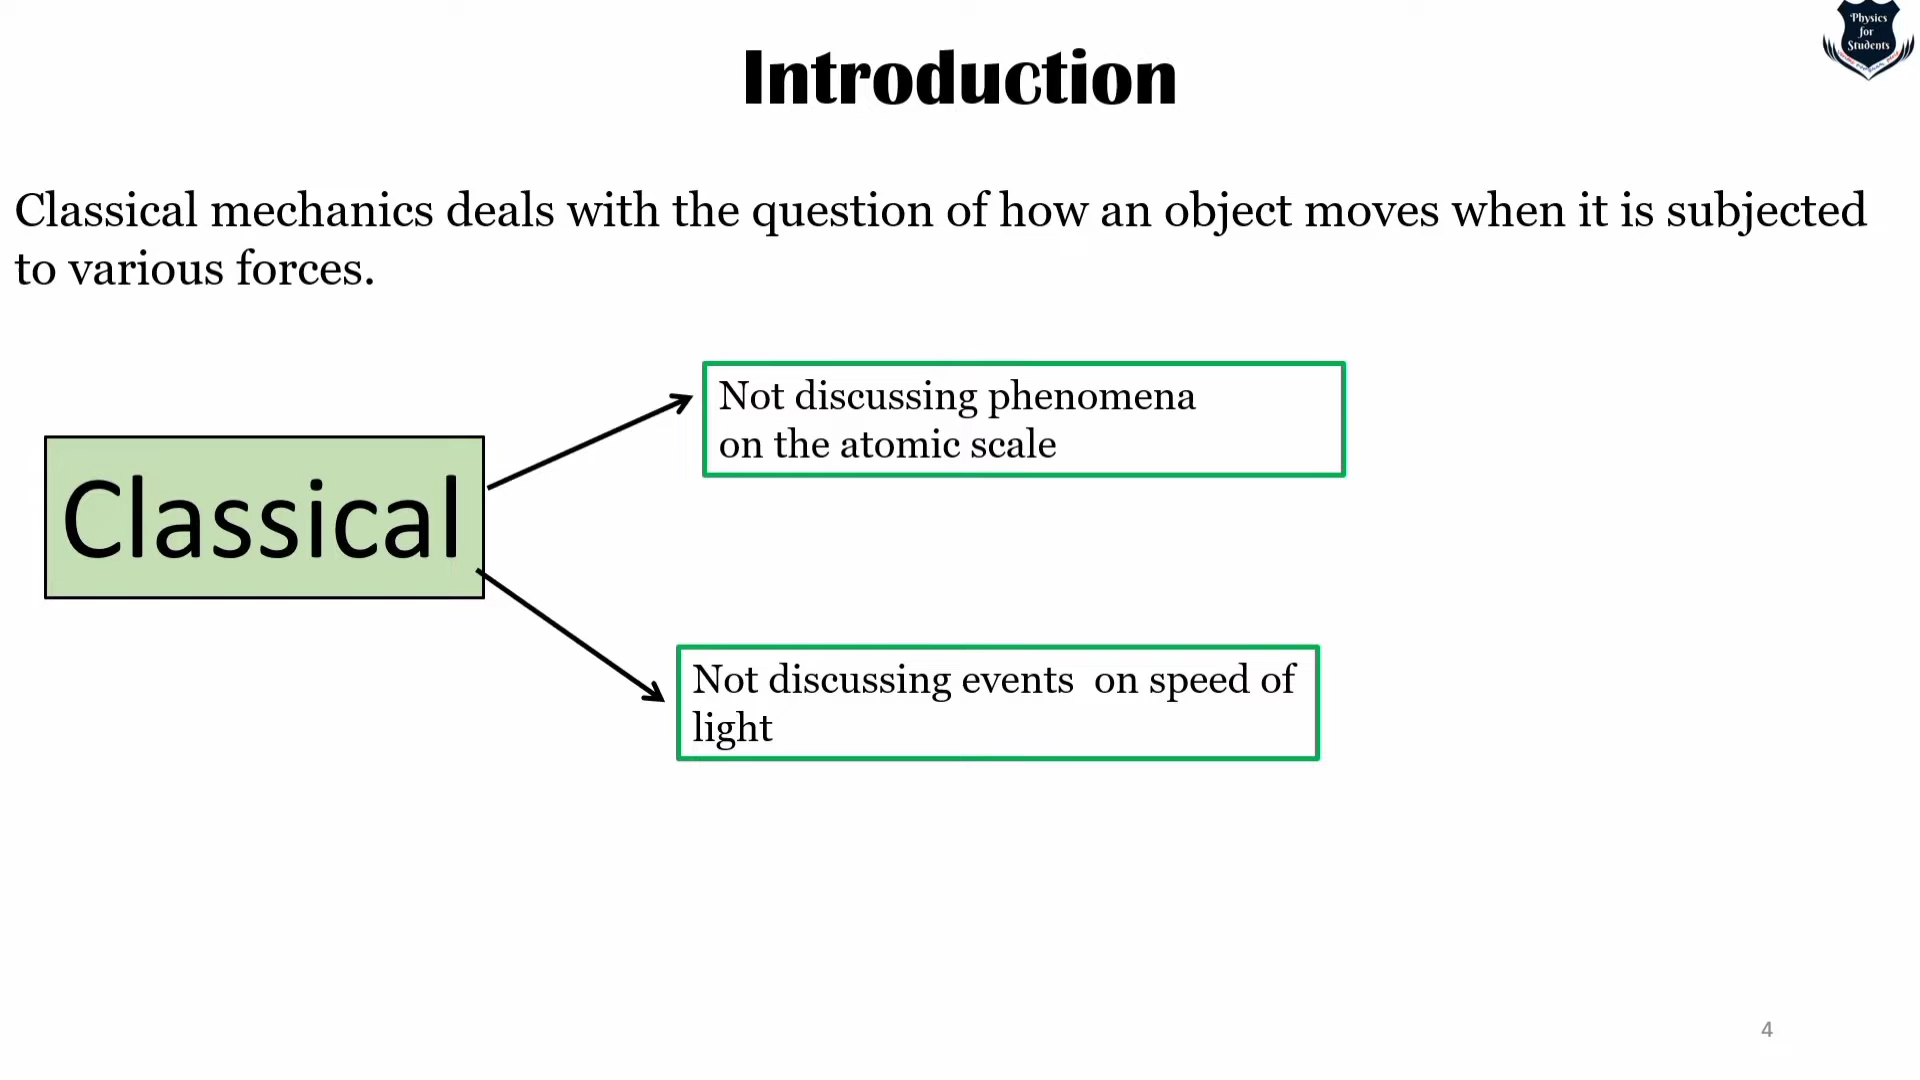 Physics
for
Students
Introduction
Classical mechanics deals with the question of how an object moves when it is subjected
to various forces.
Not discussing phenomena
on the atomic scale
Classical
Not discussing events  on speed of
light
4